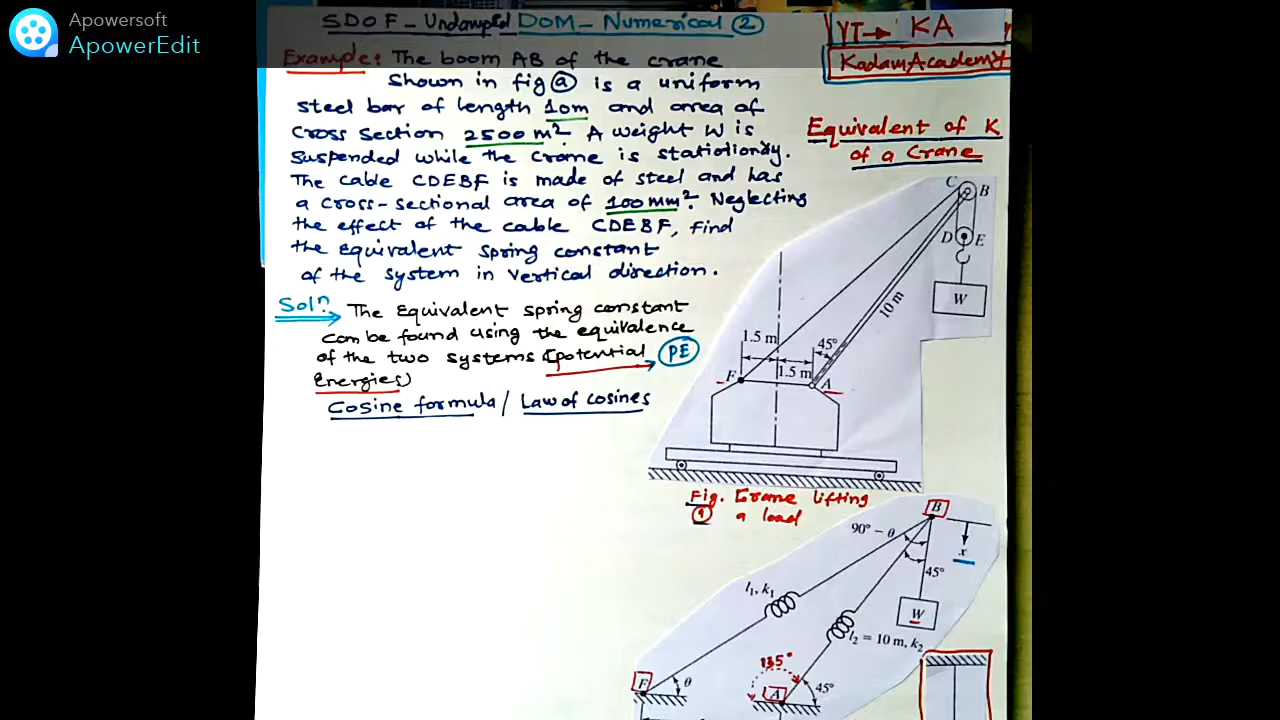 Apowersoft
ApowerEdit
SDOF - Undamped DOM - Numerical ②
YT → KA
Kadam Academy
Example: The boom AB of the crane
Shown in fig ⓐ is a uniform
steel bar of length 10m and area of
Cross Section 2500 m². A weight W is
suspended while the crane is stationary.
The cable CDEBF is made of steel and has
a cross-sectional area of 100 mm². Neglecting
the effect of the cable CDEBF, find
the equivalent spring constant
of the system in vertical direction.
Equivalent of K
of a Crane
C
B
D
E
W
10 m
1.5 m
45°
1.5 m
F
A
Solⁿ: The Equivalent spring constant
can be found using the equivalence
of the two systems (potential → PE
Energies)
Cosine formula / Law of cosines
Fig. Crane lifting
① a load
B
90° − θ
x
45°
l₁, k₁
W
l₂ = 10 m, k₂
135°
F
θ
A
45°